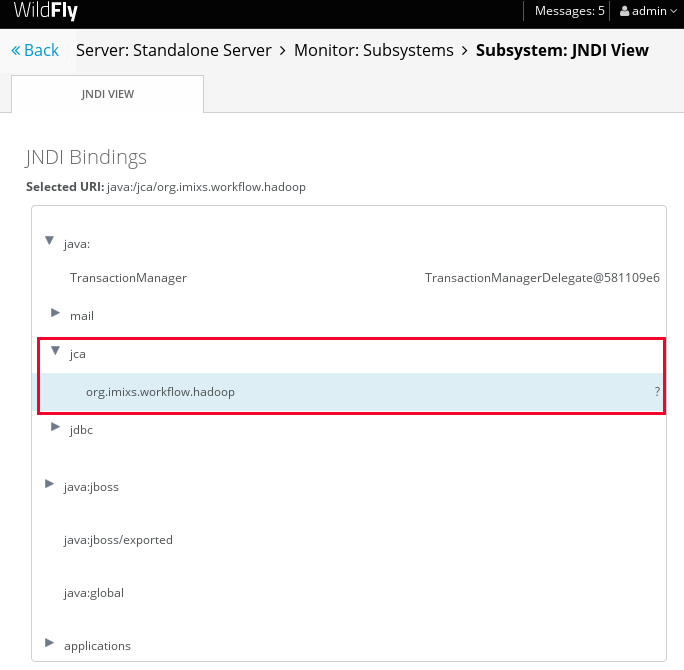 WildFly
Messages: 5 admin
« Back Server: Standalone Server > Monitor: Subsystems > Subsystem: JNDI View
JNDI VIEW
JNDI Bindings
Selected URI: java:/jca/org.imixs.workflow.hadoop
java:
TransactionManager TransactionManagerDelegate@581109e6
mail
jca
org.imixs.workflow.hadoop ?
jdbc
java:jboss
java:jboss/exported
java:global
applications